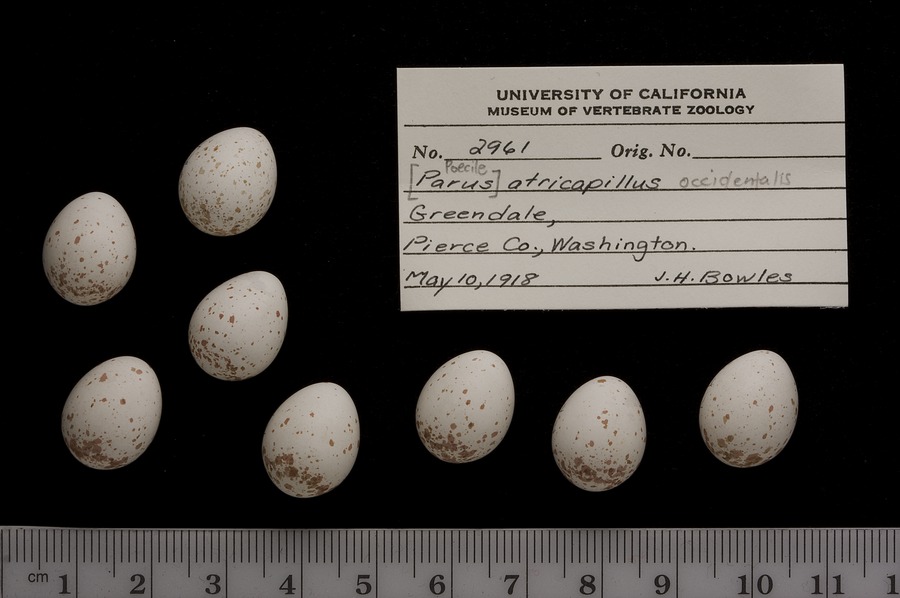 UNIVERSITY OF CALIFORNIA
MUSEUM OF VERTEBRATE ZOOLOGY
No. 2961 Orig. No.
Poecile
[Parus] atricapillus occidentalis
Greendale,
Pierce Co., Washington.
May 10, 1918 J.H. Bowles
cm 1 2 3 4 5 6 7 8 9 10 11 1